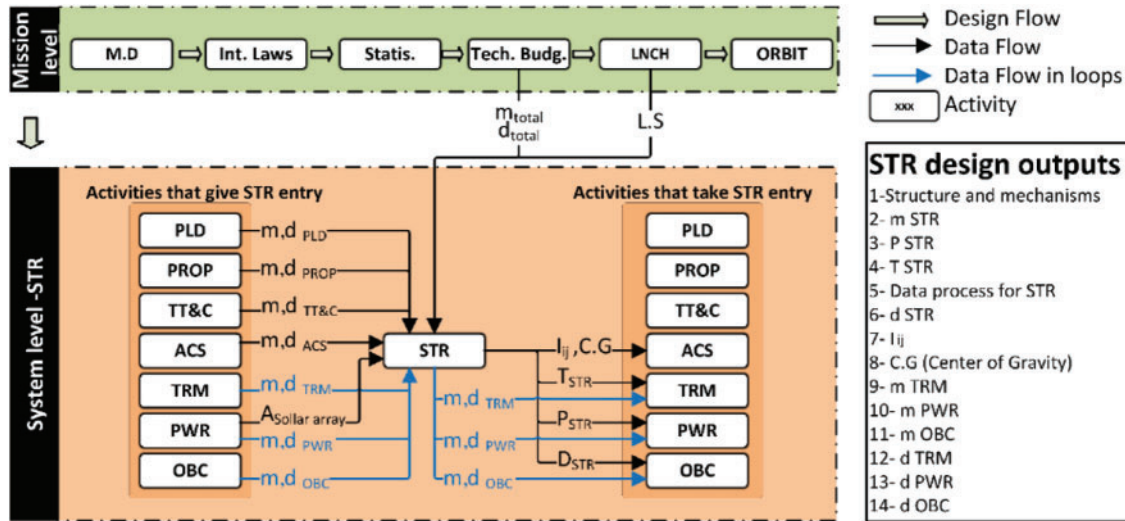 Mission level
M.D
Int. Laws
Statis.
Tech. Budg.
LNCH
ORBIT
m total
d total
L.S
Design Flow
Data Flow
Data Flow in loops
xxx
Activity
System level -STR
Activities that give STR entry
PLD
PROP
TT&C
ACS
TRM
PWR
OBC
m,d PLD
m,d PROP
m,d TT&C
m,d ACS
m,d TRM
A Sollar array
m,d PWR
m,d OBC
STR
I ij ,C.G
T STR
m,d TRM
P STR
m,d PWR
D STR
m,d OBC
Activities that take STR entry
PLD
PROP
TT&C
ACS
TRM
PWR
OBC
STR design outputs
1-Structure and mechanisms
2- m STR
3- P STR
4- T STR
5- Data process for STR
6- d STR
7- I ij
8- C.G (Center of Gravity)
9- m TRM
10- m PWR
11- m OBC
12- d TRM
13- d PWR
14- d OBC